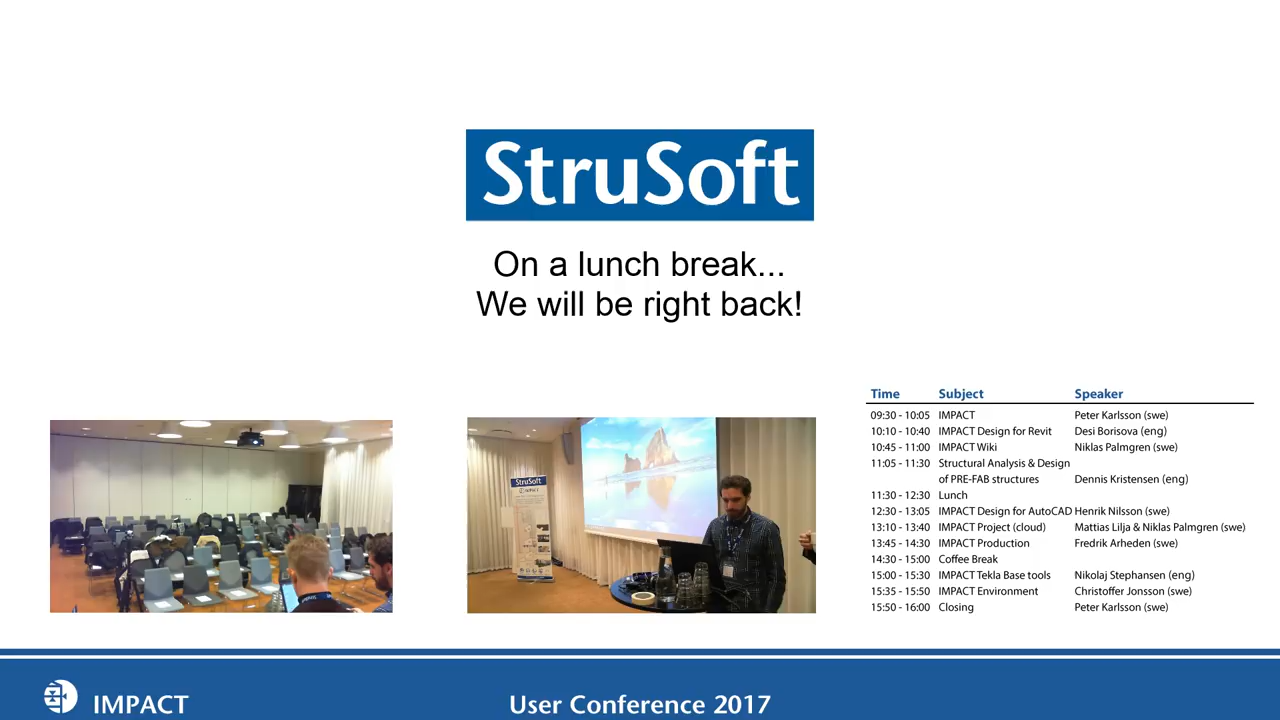 StruSoft
On a lunch break...
We will be right back!
Time Subject Speaker
09:30 - 10:05 IMPACT Peter Karlsson (swe)
10:10 - 10:40 IMPACT Design for Revit Desi Borisova (eng)
10:45 - 11:00 IMPACT Wiki Niklas Palmgren (swe)
11:05 - 11:30 Structural Analysis & Design
of PRE-FAB structures Dennis Kristensen (eng)
11:30 - 12:30 Lunch
12:30 - 13:05 IMPACT Design for AutoCAD Henrik Nilsson (swe)
13:10 - 13:40 IMPACT Project (cloud) Mattias Lilja & Niklas Palmgren (swe)
13:45 - 14:30 IMPACT Production Fredrik Arheden (swe)
14:30 - 15:00 Coffee Break
15:00 - 15:30 IMPACT Tekla Base tools Nikolaj Stephansen (eng)
15:35 - 15:50 IMPACT Environment Christoffer Jonsson (swe)
15:50 - 16:00 Closing Peter Karlsson (swe)
StruSoft
IMPACT
IMPACT
User Conference 2017